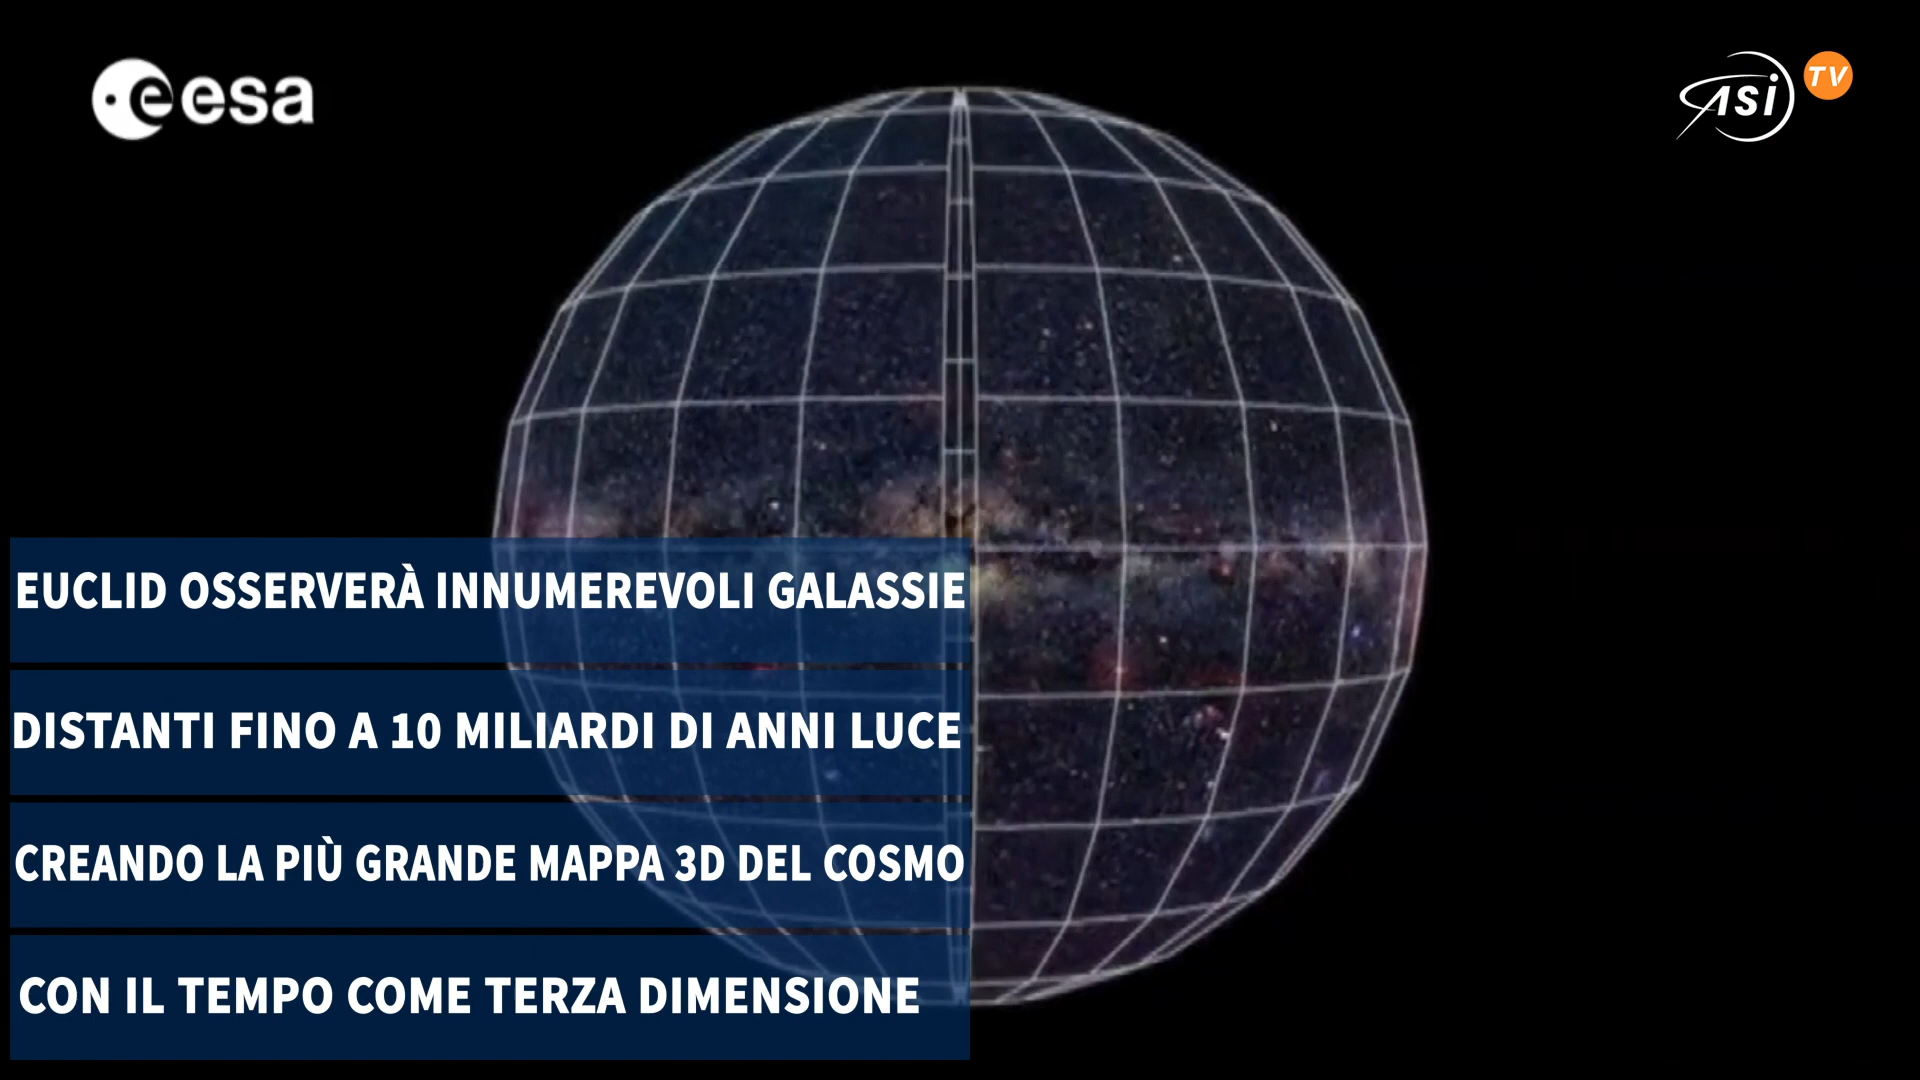 esa
asi TV
EUCLID OSSERVERÀ INNUMEREVOLI GALASSIE
DISTANTI FINO A 10 MILIARDI DI ANNI LUCE
CREANDO LA PIÙ GRANDE MAPPA 3D DEL COSMO
CON IL TEMPO COME TERZA DIMENSIONE